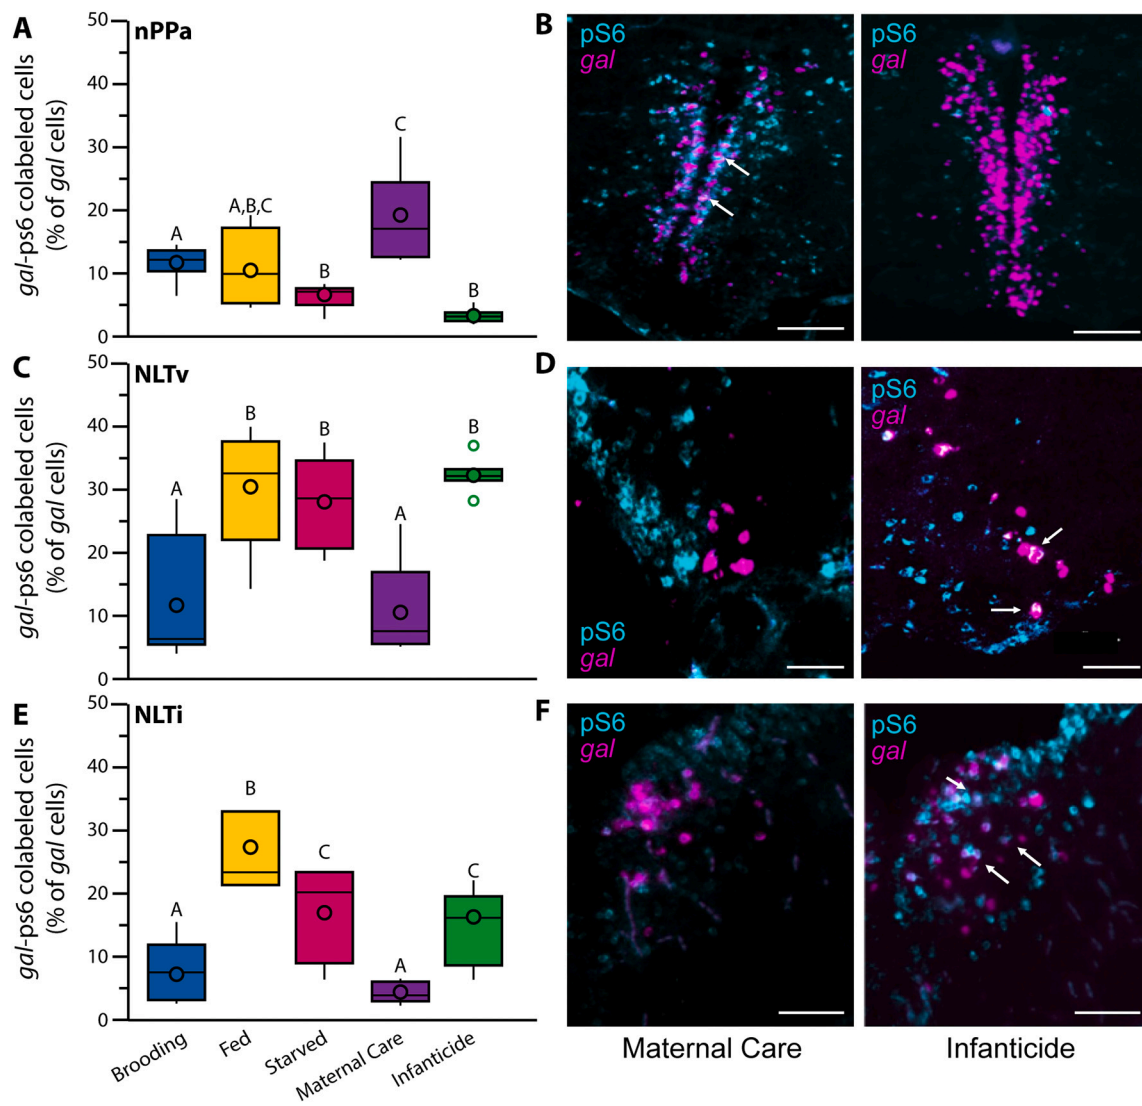 A
nPPa
50
40
30
20
10
0
gal-ps6 colabeled cells
(% of gal cells)
A
A,B,C
B
C
B
B
pS6
gal
pS6
gal
C
NLTv
50
40
30
20
10
0
gal-pS6 colabeled cells
(% of gal cells)
A
B
B
A
B
D
pS6
gal
pS6
gal
E
NLTi
50
40
30
20
10
0
gal-ps6 colabeled cells
(% of gal cells)
A
B
C
A
C
Brooding
Fed
Starved
Maternal Care
Infanticide
F
pS6
gal
pS6
gal
Maternal Care
Infanticide